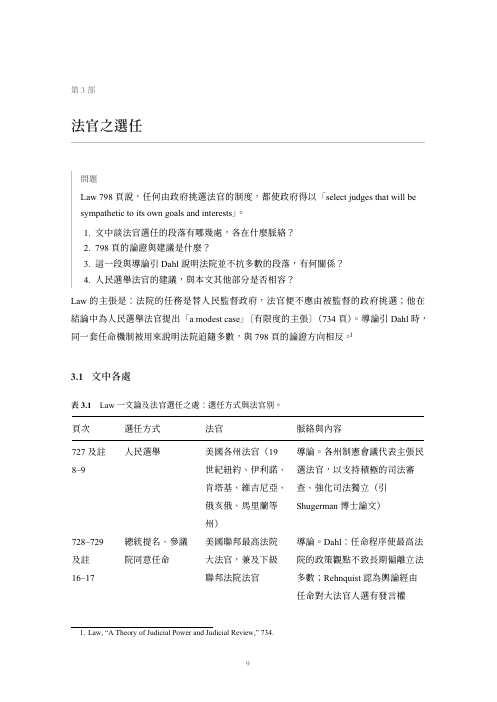 第 3 部
法官之選任
問題
Law 798 頁說，任何由政府挑選法官的制度，都使政府得以「select judges that will be
sympathetic to its own goals and interests」。
1. 文中談法官選任的段落有哪幾處，各在什麼脈絡？
2. 798 頁的論證與建議是什麼？
3. 這一段與導論引 Dahl 說明法院並不抗多數的段落，有何關係？
4. 人民選舉法官的建議，與本文其他部分是否相容？
Law 的主張是：法院的任務是替人民監督政府，法官便不應由被監督的政府挑選；他在
結論中為人民選舉法官提出「a modest case」〔有限度的主張〕（734 頁）。導論引 Dahl 時，
同一套任命機制被用來說明法院追隨多數，與 798 頁的論證方向相反。1
3.1 文中各處
表 3.1 Law 一文論及法官選任之處：選任方式與法官別。
頁次 選任方式 法官 脈絡與內容
727 及註 人民選舉 美國各州法官（19 導論。各州制憲會議代表主張民
8–9 世紀紐約、伊利諾、 選法官，以支持積極的司法審
肯塔基、維吉尼亞、 查、強化司法獨立（引
俄亥俄、馬里蘭等 Shugerman 博士論文）
州）
728–729 總統提名、參議 美國聯邦最高法院 導論。Dahl：任命程序使最高法
及註 院同意任命 大法官，兼及下級 院的政策觀點不致長期偏離立法
16–17 聯邦法院法官 多數；Rehnquist 認為輿論經由
任命對大法官人選有發言權
1. Law, “A Theory of Judicial Power and Judicial Review,” 734.
9